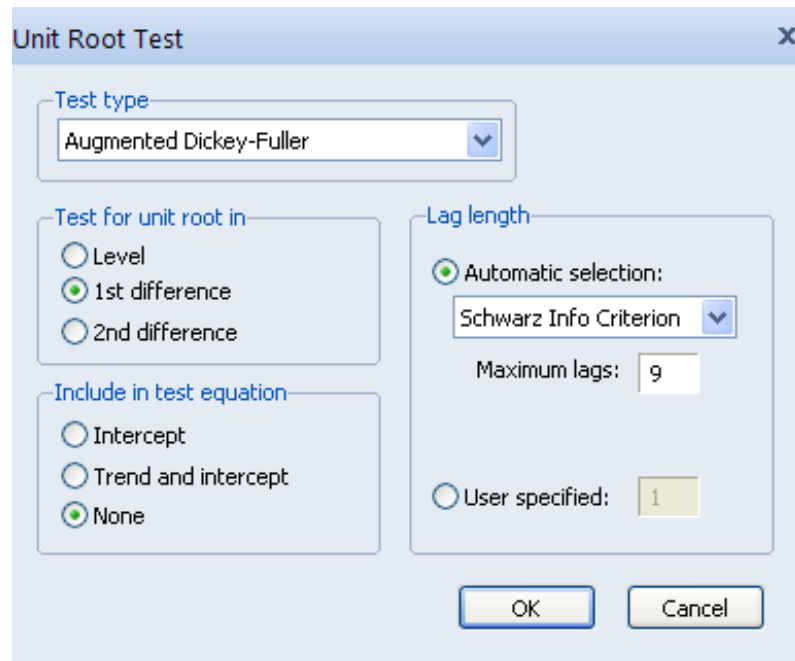 Unit Root Test
x
Test type
Augmented Dickey-Fuller
Test for unit root in
Level
1st difference
2nd difference
Include in test equation
Intercept
Trend and intercept
None
Lag length
Automatic selection:
Schwarz Info Criterion
Maximum lags: 9
User specified: 1
OK
Cancel